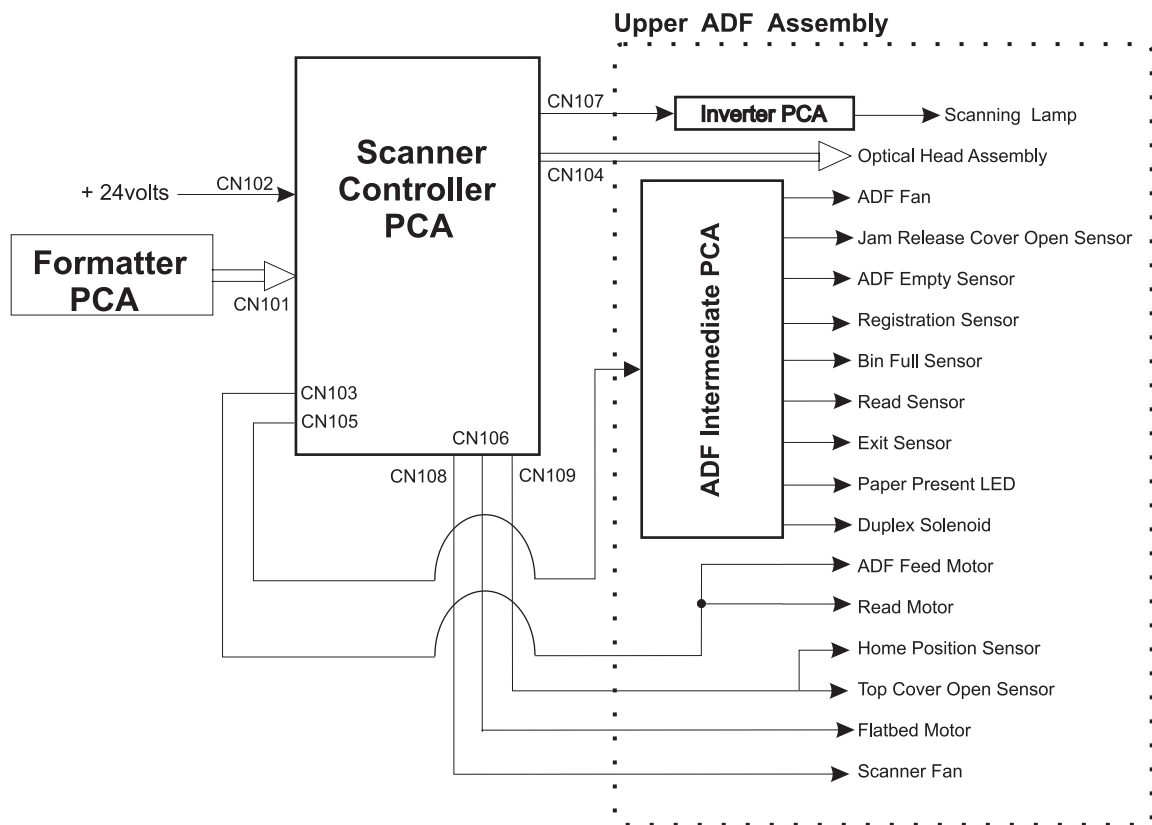 Upper ADF Assembly
CN107
Inverter PCA
Scanning Lamp
Scanner
Controller
PCA
CN104
Optical Head Assembly
+ 24volts
CN102
ADF Fan
Formatter
PCA
CN101
ADF Intermediate PCA
Jam Release Cover Open Sensor
ADF Empty Sensor
Registration Sensor
Bin Full Sensor
CN103
Read Sensor
CN105
CN106
Exit Sensor
CN108
CN109
Paper Present LED
Duplex Solenoid
ADF Feed Motor
Read Motor
Home Position Sensor
Top Cover Open Sensor
Flatbed Motor
Scanner Fan